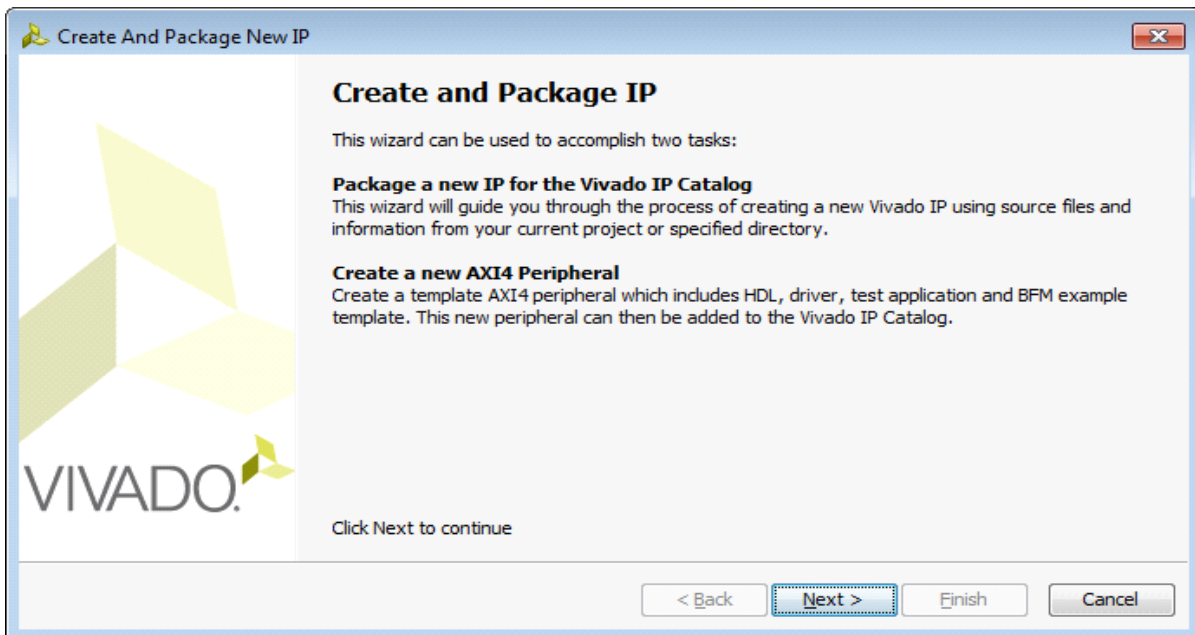 Create And Package New IP
Create and Package IP
This wizard can be used to accomplish two tasks:
Package a new IP for the Vivado IP Catalog
This wizard will guide you through the process of creating a new Vivado IP using source files and
information from your current project or specified directory.
Create a new AXI4 Peripheral
Create a template AXI4 peripheral which includes HDL, driver, test application and BFM example
template. This new peripheral can then be added to the Vivado IP Catalog.
VIVADO.
Click Next to continue
< Back Next > Finish Cancel